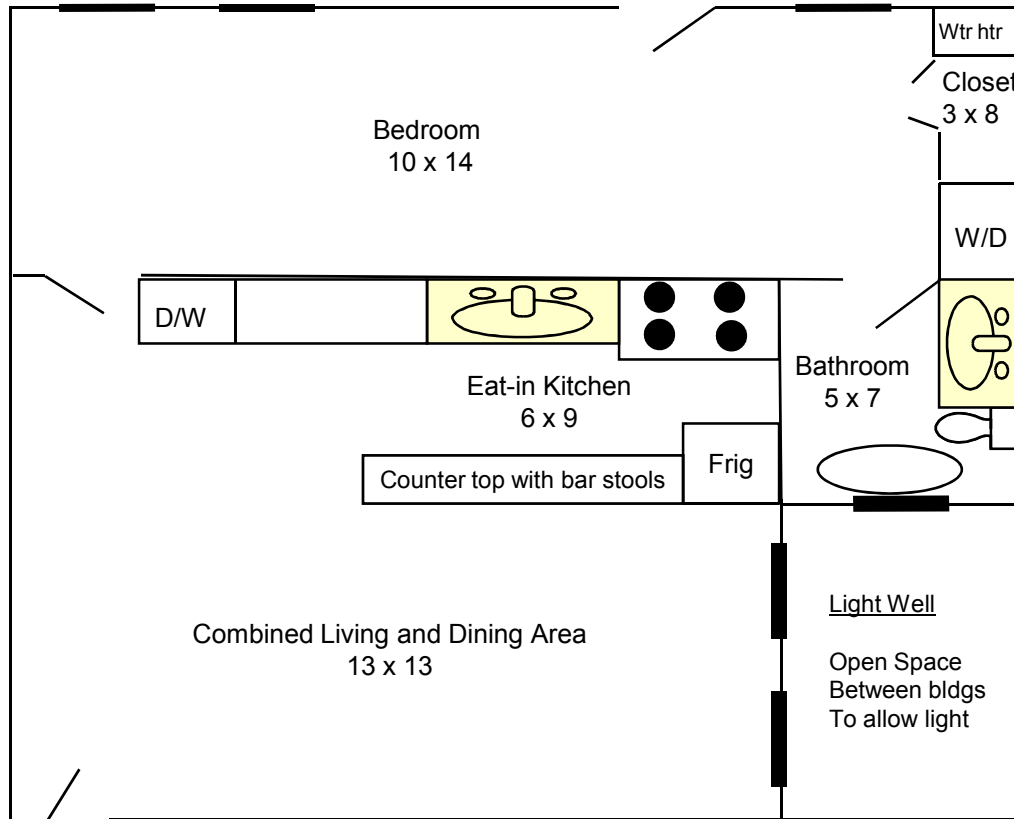 Wtr htr
Closet
3 x 8
Bedroom
10 x 14
W/D
D/W
Eat-in Kitchen
6 x 9
Bathroom
5 x 7
Counter top with bar stools
Frig
Combined Living and Dining Area
13 x 13
Light Well
Open Space
Between bldgs
To allow light